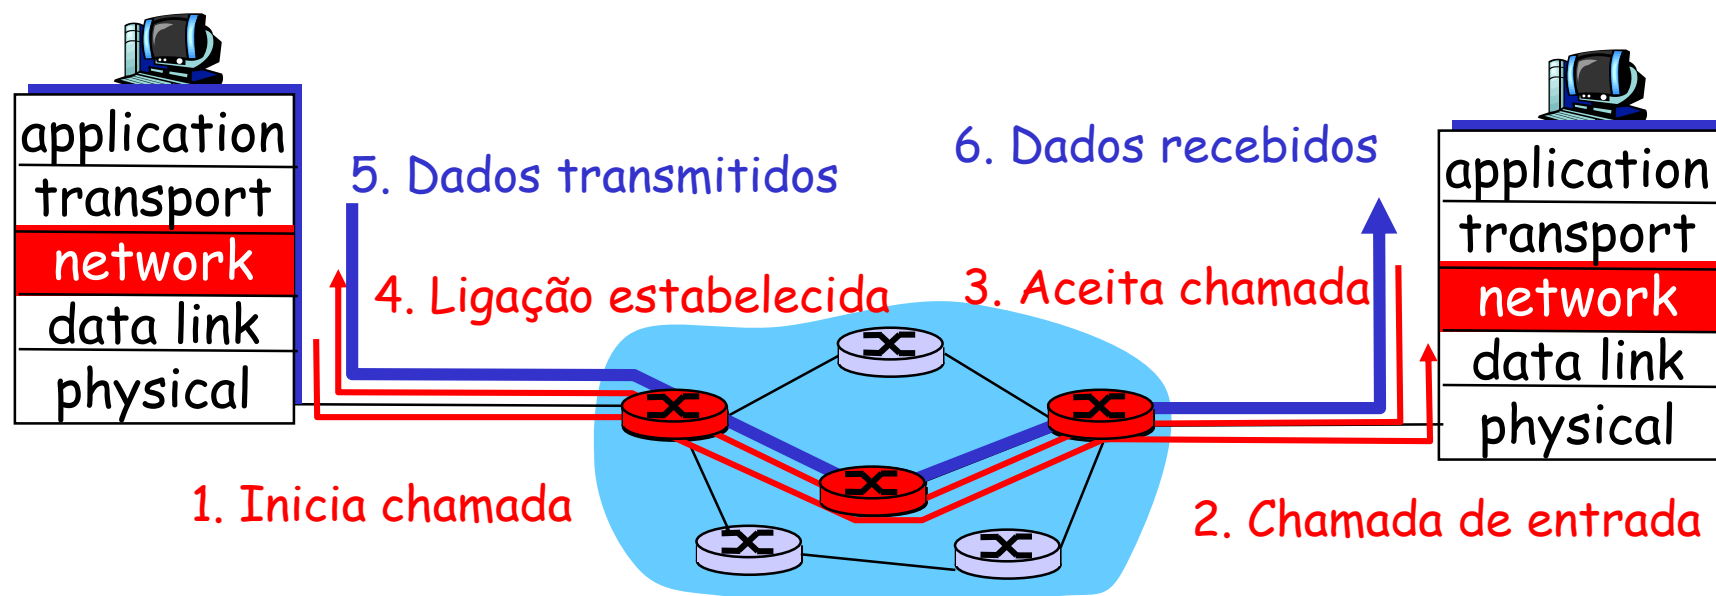 application
transport
network
data link
physical
5. Dados transmitidos
6. Dados recebidos
4. Ligação estabelecida
3. Aceita chamada
1. Inicia chamada
2. Chamada de entrada
application
transport
network
data link
physical